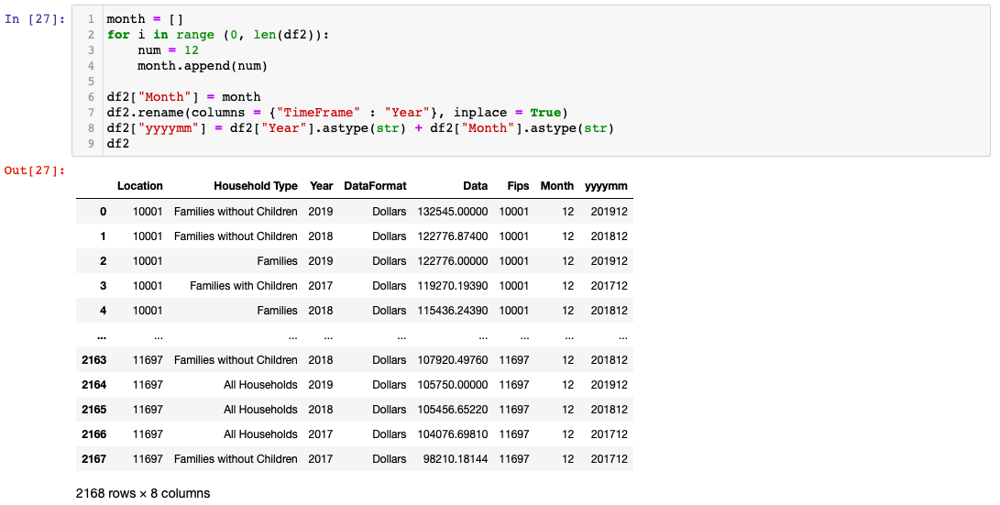 In [27]:
1 month = []
2 for i in range (0, len(df2)):
3     num = 12
4     month.append(num)
5
6 df2["Month"] = month
7 df2.rename(columns = {"TimeFrame" : "Year"}, inplace = True)
8 df2["yyyymm"] = df2["Year"].astype(str) + df2["Month"].astype(str)
9 df2
Out[27]:
Location Household Type Year DataFormat Data Fips Month yyyymm
0 10001 Families without Children 2019 Dollars 132545.00000 10001 12 201912
1 10001 Families without Children 2018 Dollars 122776.87400 10001 12 201812
2 10001 Families 2019 Dollars 122776.00000 10001 12 201912
3 10001 Families with Children 2017 Dollars 119270.19390 10001 12 201712
4 10001 Families 2018 Dollars 115436.24390 10001 12 201812
... ... ... ... ... ... ... ... ...
2163 11697 Families without Children 2018 Dollars 107920.49760 11697 12 201812
2164 11697 All Households 2019 Dollars 105750.00000 11697 12 201912
2165 11697 All Households 2018 Dollars 105456.65220 11697 12 201812
2166 11697 All Households 2017 Dollars 104076.69810 11697 12 201712
2167 11697 Families without Children 2017 Dollars 98210.18144 11697 12 201712
2168 rows × 8 columns